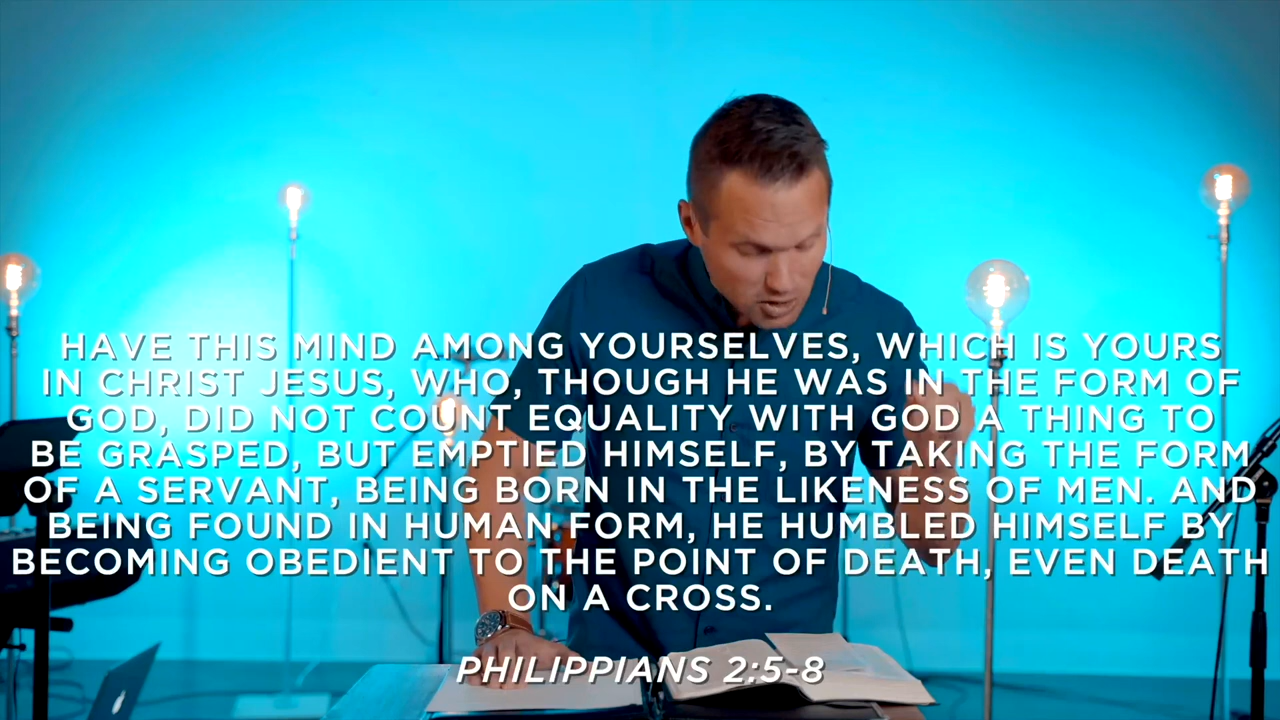 HAVE THIS MIND AMONG YOURSELVES, WHICH IS YOURS
IN CHRIST JESUS, WHO, THOUGH HE WAS IN THE FORM OF
GOD, DID NOT COUNT EQUALITY WITH GOD A THING TO
BE GRASPED, BUT EMPTIED HIMSELF, BY TAKING THE FORM
OF A SERVANT, BEING BORN IN THE LIKENESS OF MEN. AND
BEING FOUND IN HUMAN FORM, HE HUMBLED HIMSELF BY
BECOMING OBEDIENT TO THE POINT OF DEATH, EVEN DEATH
ON A CROSS.
PHILIPPIANS 2:5-8